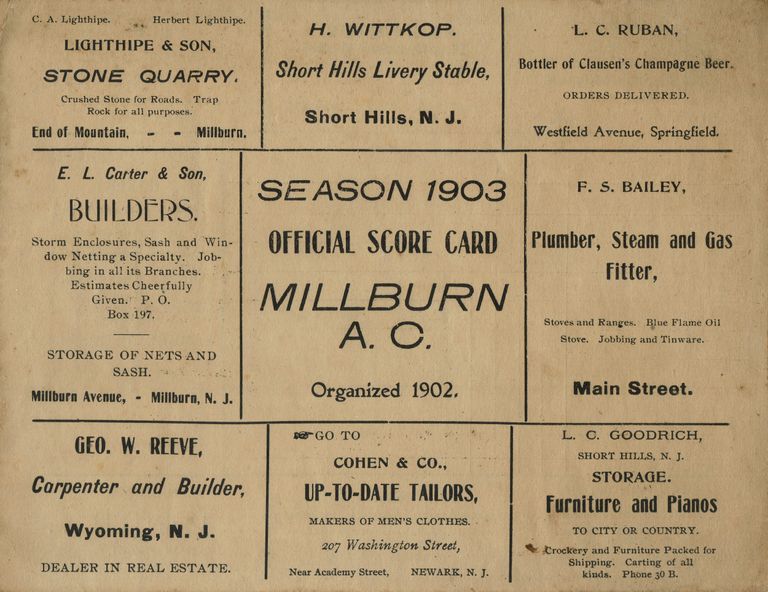 C. A. Lighthipe. Herbert Lighthipe.
LIGHTHIPE & SON,
STONE QUARRY.
Crushed Stone for Roads. Trap
Rock for all purposes.
End of Mountain, - - Millburn.
H. WITTKOP.
Short Hills Livery Stable,
Short Hills, N. J.
L. C. RUBAN,
Bottler of Clausen's Champagne Beer.
ORDERS DELIVERED.
Westfield Avenue, Springfield.
E. L. Carter & Son,
BUILDERS.
Storm Enclosures, Sash and Win-
dow Netting a Specialty. Job-
bing in all its Branches.
Estimates Cheerfully
Given. P. O.
Box 197.
STORAGE OF NETS AND
SASH.
Millburn Avenue, - Millburn, N. J.
SEASON 1903
OFFICIAL SCORE CARD
MILLBURN
A. C.
Organized 1902.
F. S. BAILEY,
Plumber, Steam and Gas
Fitter,
Stoves and Ranges. Blue Flame Oil
Stove. Jobbing and Tinware.
Main Street.
GEO. W. REEVE,
Carpenter and Builder,
Wyoming, N. J.
DEALER IN REAL ESTATE.
☞GO TO
COHEN & CO.,
UP-TO-DATE TAILORS,
MAKERS OF MEN'S CLOTHES.
207 Washington Street,
Near Academy Street, NEWARK, N. J.
L. C. GOODRICH,
SHORT HILLS, N. J.
STORAGE.
Furniture and Pianos
TO CITY OR COUNTRY.
Crockery and Furniture Packed for
Shipping. Carting of all
kinds. Phone 30 B.